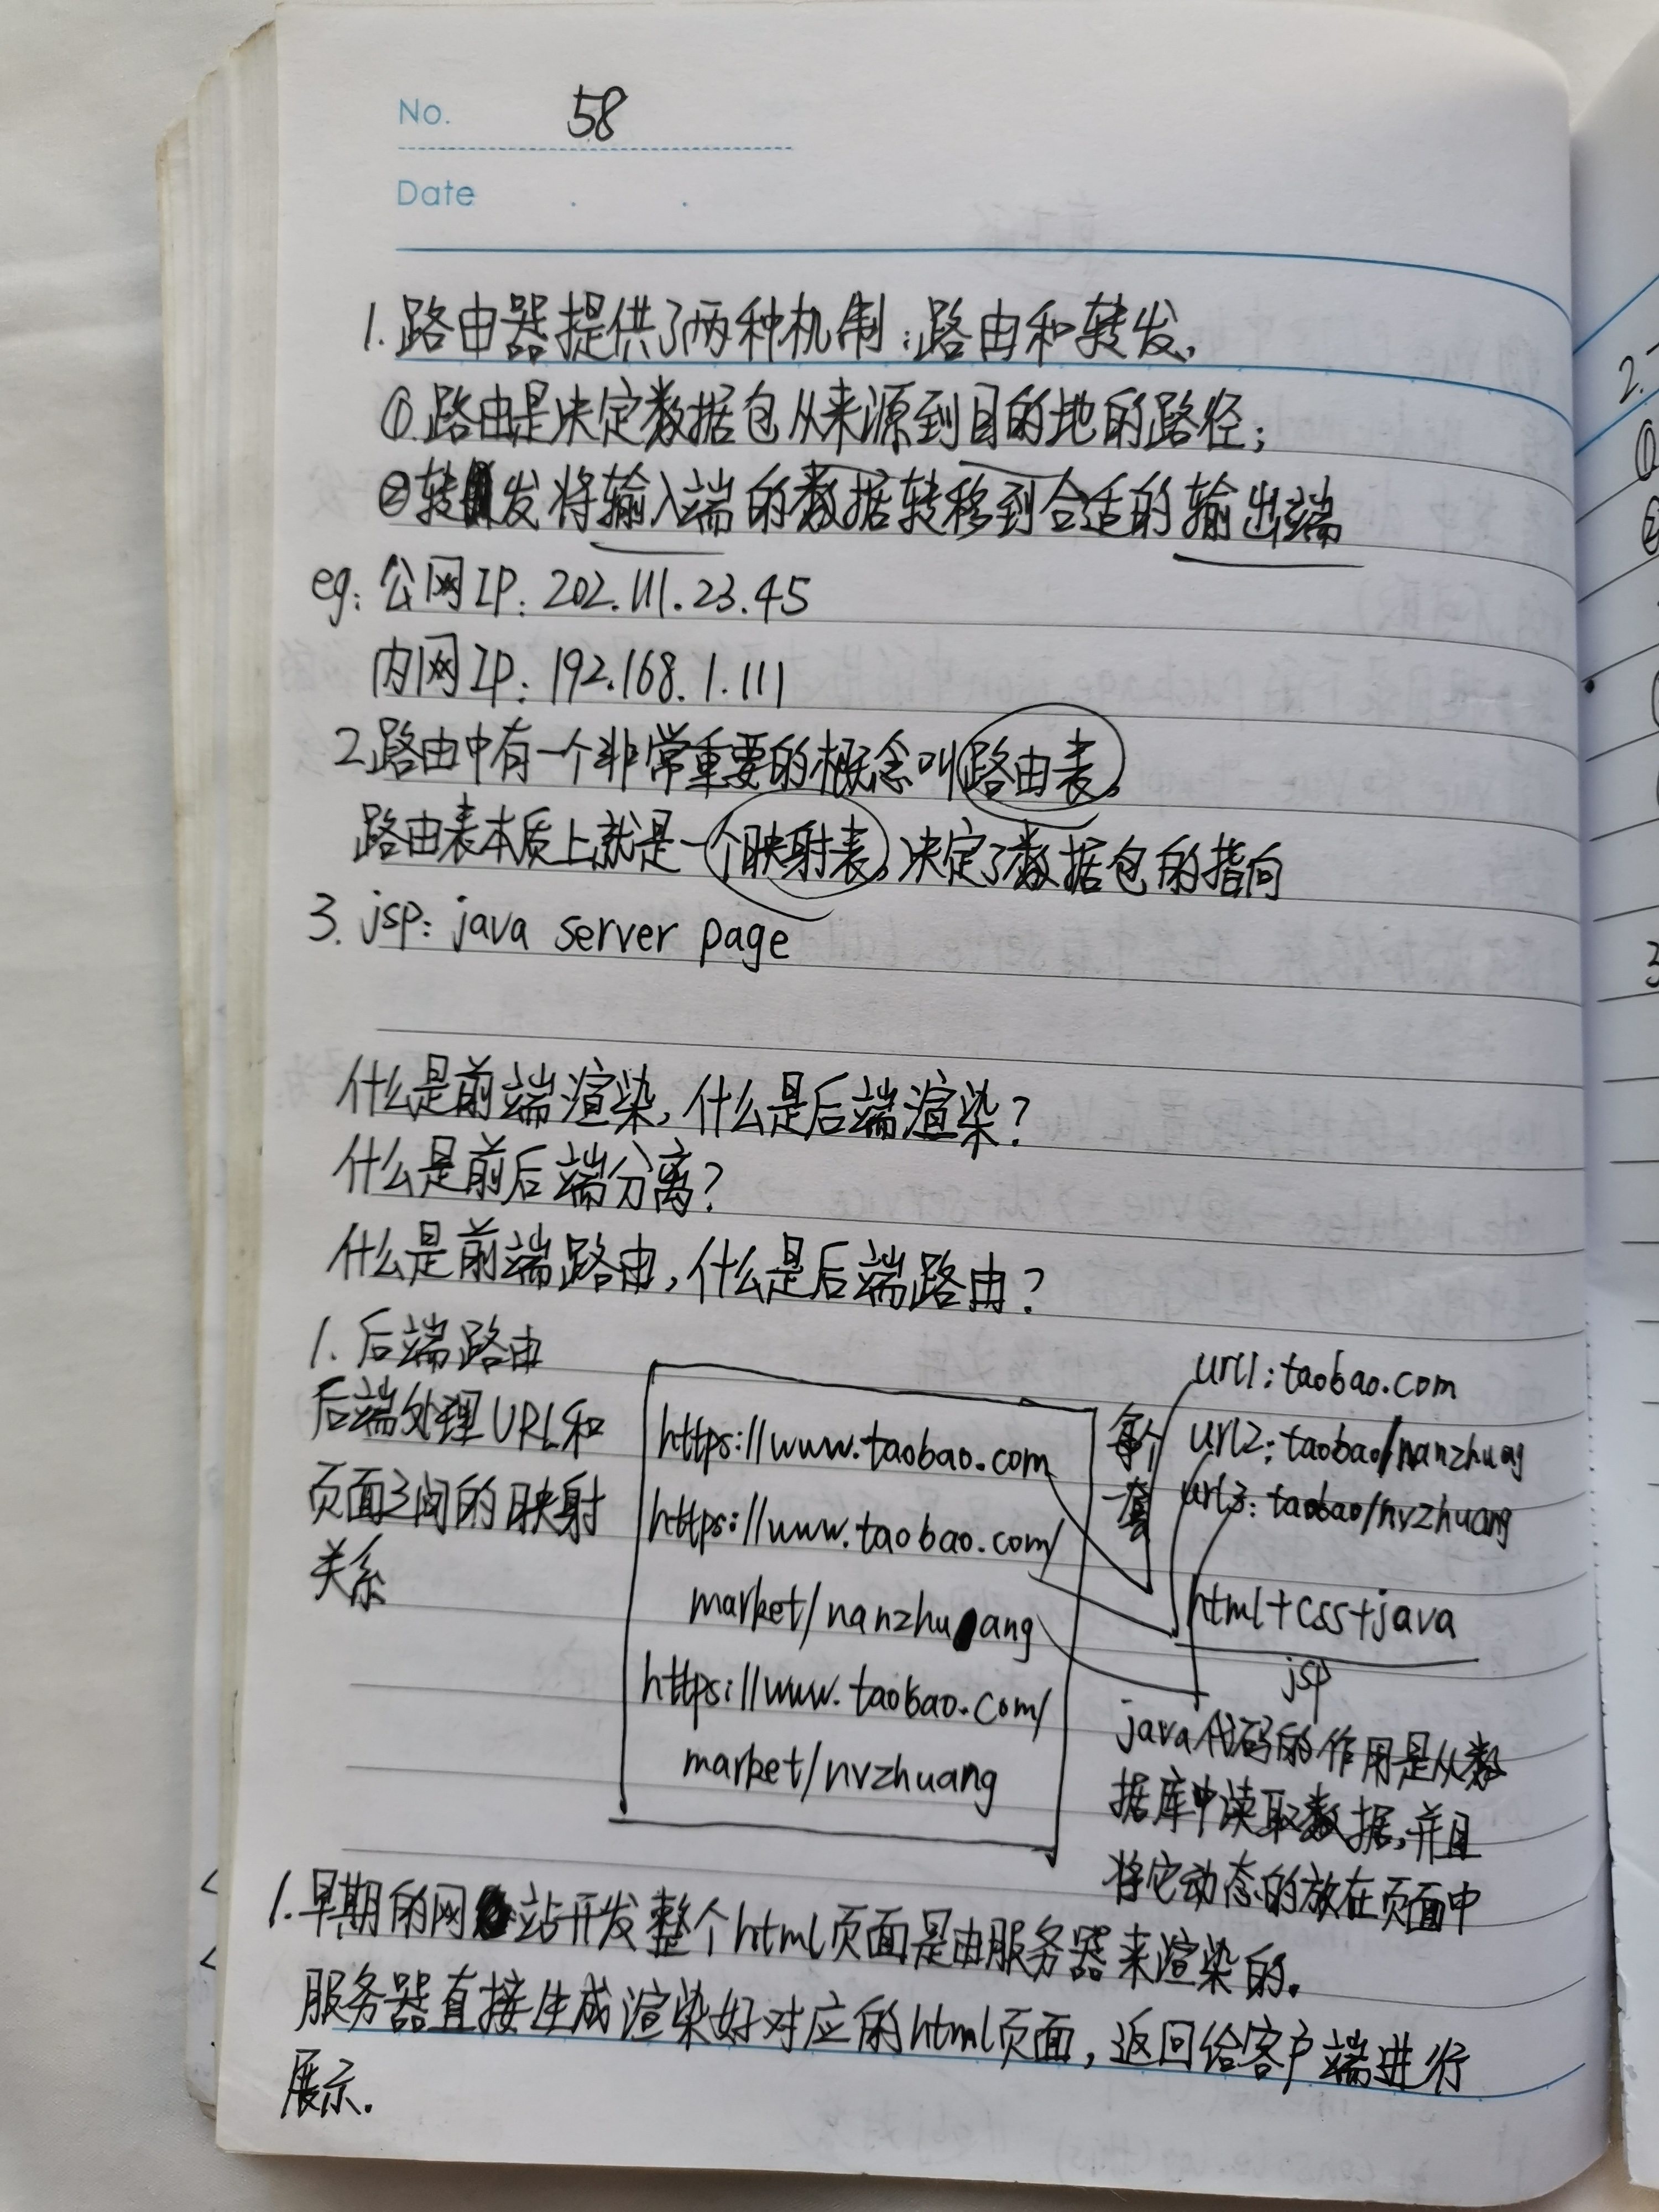 No. 58
Date
1. 路由器提供了两种机制:路由和转发,
①.路由是决定数据包从来源到目的地的路径;
②转发将输入端的数据转移到合适的输出端
eg: 公网IP: 202.111.23.45
内网IP: 192.168.1.111
2.路由中有一个非常重要的概念叫路由表,
路由表本质上就是一个映射表,决定了数据包的指向
3. jsp: java server page
什么是前端渲染,什么是后端渲染?
什么是前后端分离?
什么是前端路由,什么是后端路由?
1. 后端路由
后端处理URL和
页面之间的映射
关系
https://www.taobao.com
https://www.taobao.com/
market/nanzhuang
https://www.taobao.com/
market/nvzhuang
每个
一套
url1:taobao.com
url2:taobao/nanzhuang
url3:taobao/nvzhuang
html+css+java
jsp
java代码的作用是从数
据库中读取数据,并且
将它动态的放在页面中
1.早期的网站开发整个html页面是由服务器来渲染的.
服务器直接生成渲染好对应的html页面,返回给客户端进行
展示.
2.
①
②
3